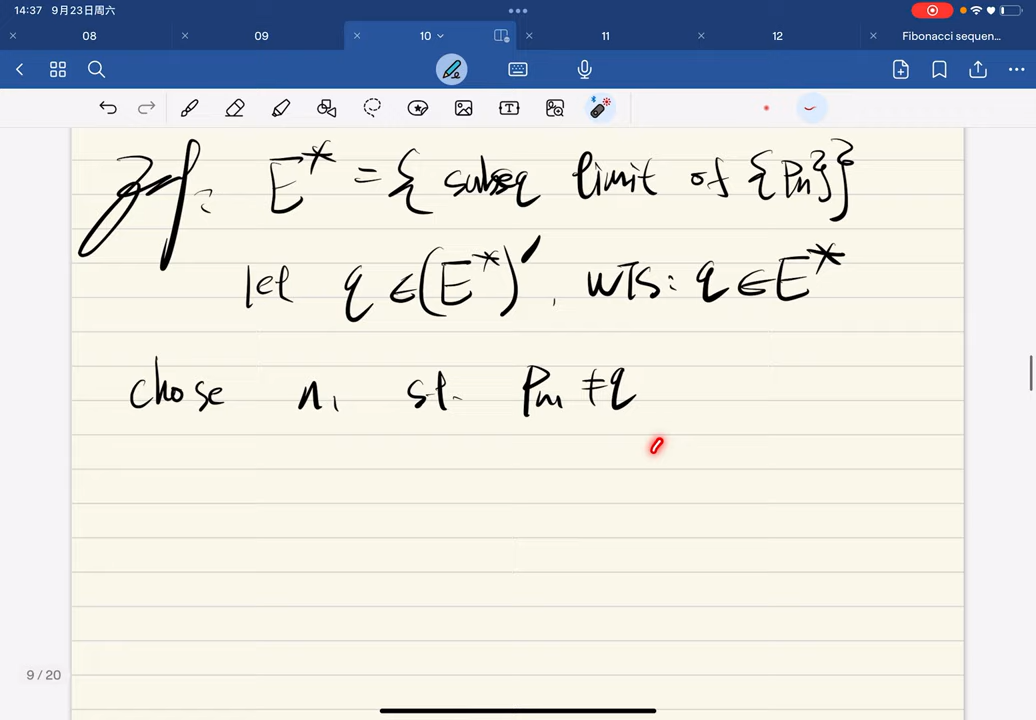 14:37 9月23日周六
08 09 10 11 12 Fibonacci sequen...
pf: E* = { subseq limit of {Pn} }
let q ∈ (E*)'. WTS: q ∈ E*
chose n₁ st. Pn₁ ≠ q
9 / 20